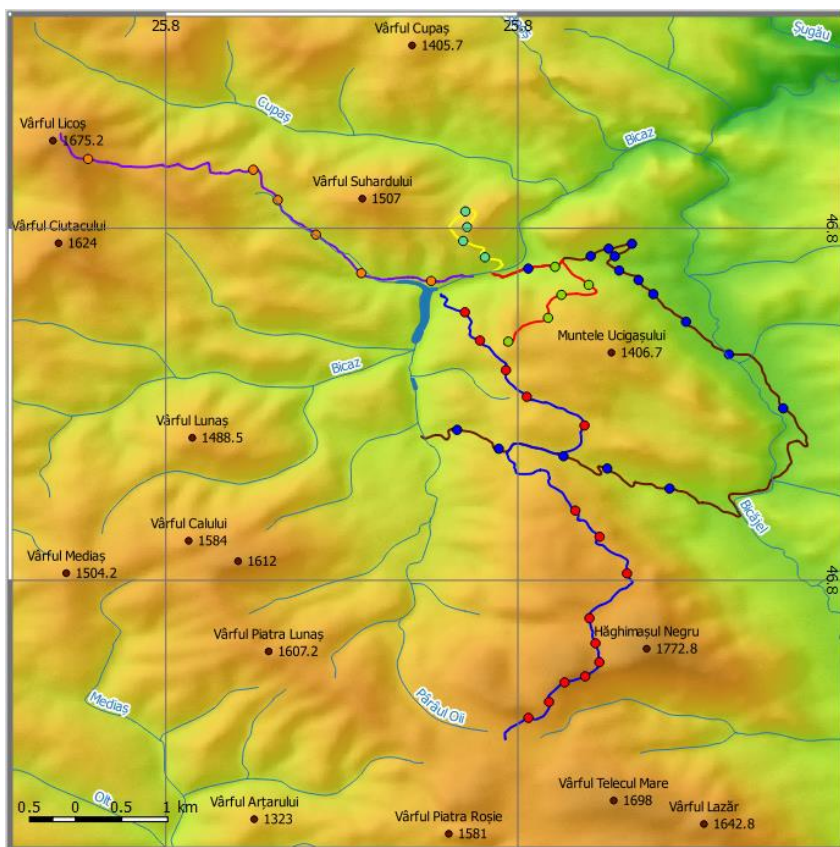 25.8
25.8
Vârful Cupaș
1405.7
Șugău
Cupaș
Bicaz
Vârful Licoș
1675.2
Vârful Suhardului
1507
Vârful Ciutacului
1624
46.8
Muntele Ucigașului
1406.7
Bicaz
Vârful Lunaș
1488.5
Bicăjel
Vârful Calului
1584
1612
Vârful Mediaș
1504.2
46.8
Vârful Piatra Lunaș
1607.2
Hăghimașul Negru
1772.8
Mediaș
Pârâul Oii
Olt
0.5 0 0.5 1 km
Vârful Arțarului
1323
Vârful Telecul Mare
1698
Vârful Lazăr
1642.8
Vârful Piatra Roșie
1581